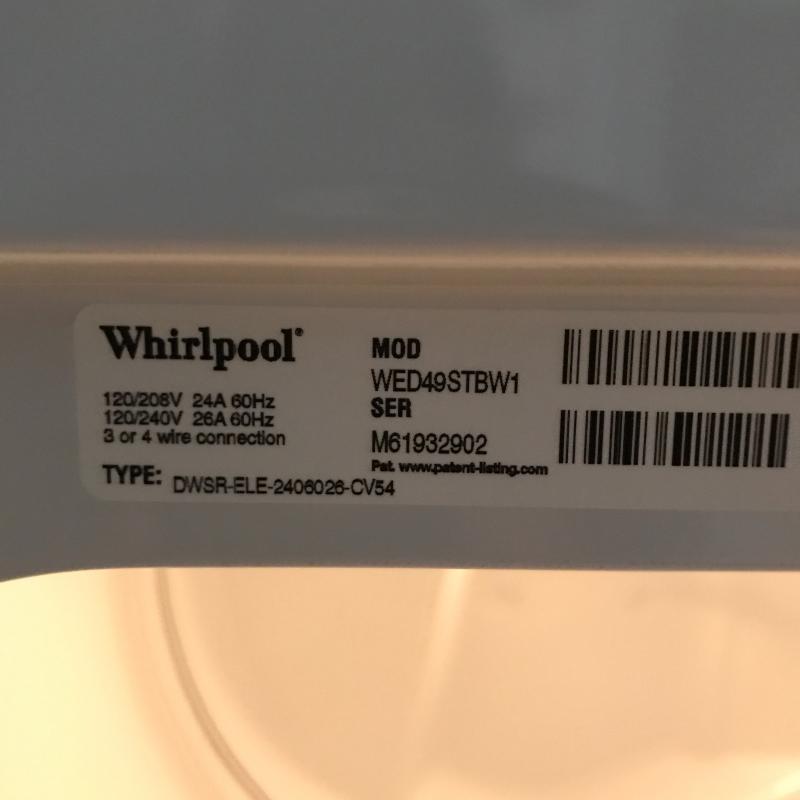 Whirlpool®
120/208V 24A 60Hz
120/240V 26A 60Hz
3 or 4 wire connection
TYPE: DWSR-ELE-2406026-CV54
MOD
WED49STBW1
SER
M61932902
Pat. www.patent-listing.com